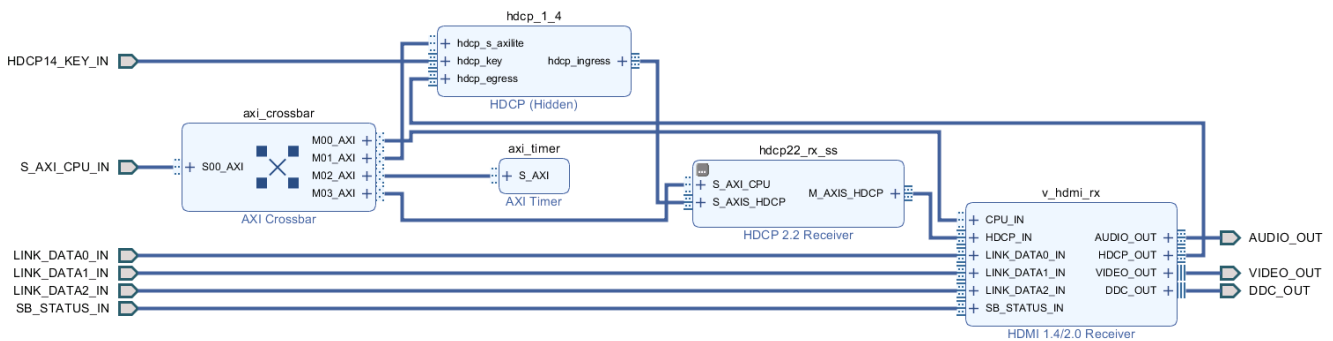 hdcp_1_4
hdcp_s_axilite
hdcp_key
hdcp_egress
hdcp_ingress
HDCP (Hidden)
HDCP14_KEY_IN
axi_crossbar
S00_AXI
M00_AXI
M01_AXI
M02_AXI
M03_AXI
AXI Crossbar
S_AXI_CPU_IN
axi_timer
S_AXI
AXI Timer
hdcp22_rx_ss
...
S_AXI_CPU
S_AXIS_HDCP
M_AXIS_HDCP
HDCP 2.2 Receiver
v_hdmi_rx
CPU_IN
HDCP_IN
LINK_DATA0_IN
LINK_DATA1_IN
LINK_DATA2_IN
SB_STATUS_IN
AUDIO_OUT
HDCP_OUT
VIDEO_OUT
DDC_OUT
HDMI 1.4/2.0 Receiver
LINK_DATA0_IN
LINK_DATA1_IN
LINK_DATA2_IN
SB_STATUS_IN
AUDIO_OUT
VIDEO_OUT
DDC_OUT